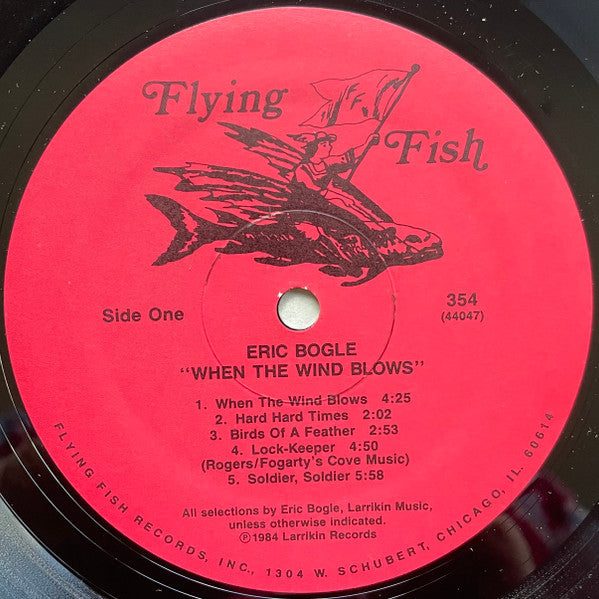 Flying
Fish
Side One
354
(44047)
ERIC BOGLE
"WHEN THE WIND BLOWS"
1. When The Wind Blows 4:25
2. Hard Hard Times 2:02
3. Birds Of A Feather 2:53
4. Lock-Keeper 4:50
(Rogers/Fogarty's Cove Music)
5. Soldier, Soldier 5:58
All selections by Eric Bogle, Larrikin Music,
unless otherwise indicated.
Ⓟ1984 Larrikin Records
FLYING FISH RECORDS, INC., 1304 W. SCHUBERT, CHICAGO, IL. 60614